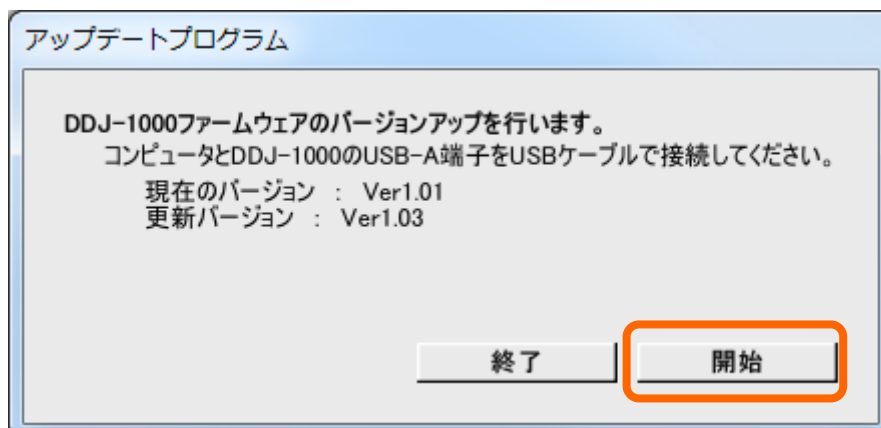 アップデートプログラム
DDJ-1000ファームウェアのバージョンアップを行います。
コンピュータとDDJ-1000のUSB-A端子をUSBケーブルで接続してください。
現在のバージョン : Ver1.01
更新バージョン : Ver1.03
終了 開始